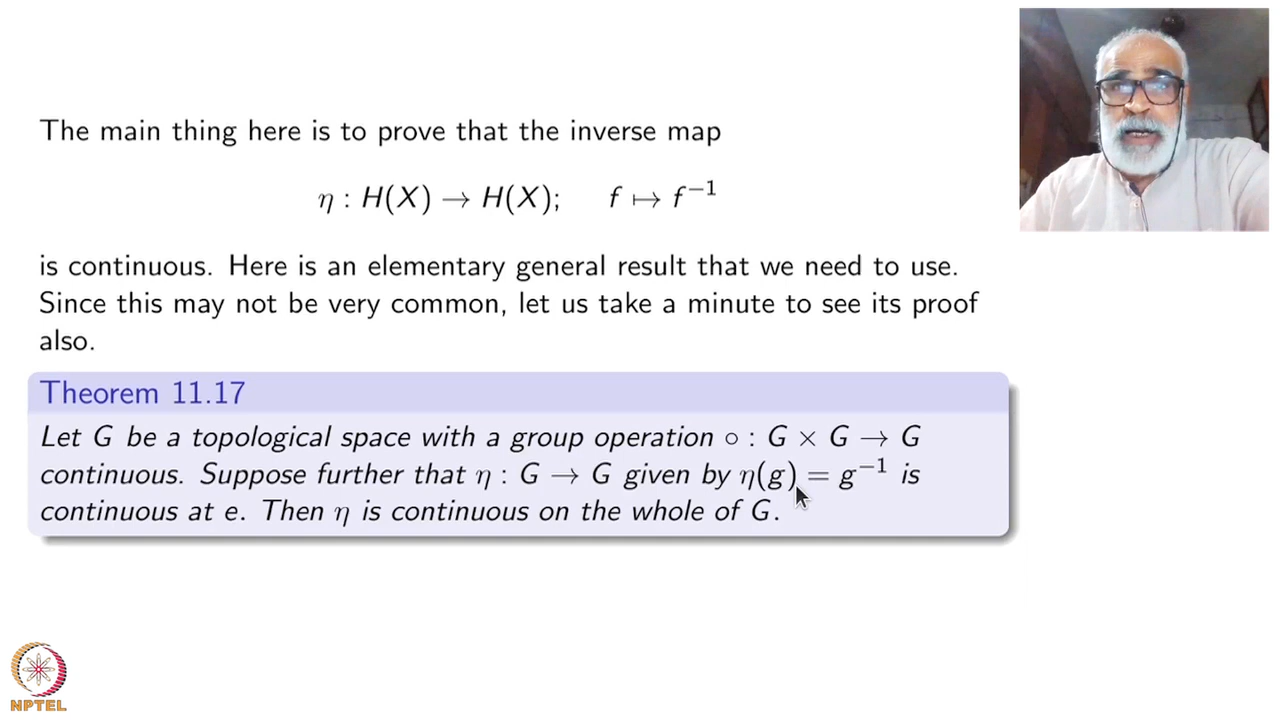 The main thing here is to prove that the inverse map
η : H(X) → H(X); f ↦ f⁻¹
is continuous. Here is an elementary general result that we need to use.
Since this may not be very common, let us take a minute to see its proof
also.
Theorem 11.17
Let G be a topological space with a group operation ∘ : G × G → G
continuous. Suppose further that η : G → G given by η(g) = g⁻¹ is
continuous at e. Then η is continuous on the whole of G.
NPTEL